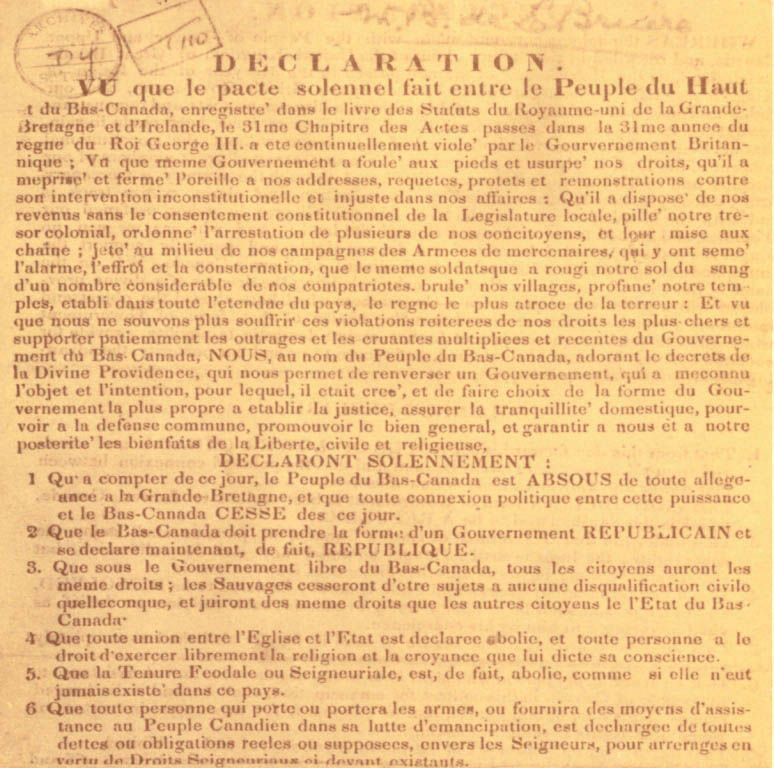 ARCHIVES
DECLARATION.
VU que le pacte solennel fait entre le Peuple du Haut
t du Bas-Canada, enregistre' dans le livre des Statuts du Royaume-uni de la Grande-
Bretagne et d'Irelande, le 31me Chapitre des Actes passes dans la 31me annee du
regne du Roi George III. a ete continuellement viole' par le Gourvernement Britan-
nique ; Vu que meme Gouvernement a foule' aux pieds et usurpe' nos droits, qu'il a
meprise' et ferme' l'oreille a nos addresses, requetes, protets et remonstrations contre
son intervention inconstitutionelle et injuste dans nos affaires : Qu'il a dispose' de nos
revenus sans le consentement constitutionnel de la Legislature locale, pille' notre tre-
sor colonial, ordonne' l'arrestation de plusieurs de nos concitoyens, et leur mise aux
chaine ; jete' au milieu de nos campagnes des Armees de mercenaires, qui y ont seme'
l'alarme, l'effroi et la consternation, que le meme soldatsque a rougi notre sol du sang
d'un nombre considerable de nos compatriotes. brule' nos villages, profane' notre tem-
ples, etabli dans toute l'etendue du pays, le regne le plus atroce de la terreur : Et vu
que nous ne souvons plus souffrir ces violations reiterees de nos droits les plus-chers et
supporter patiemment les outrages et les cruantes multipliees et recentes du Gouverne-
ment du Bas-Canada, NOUS, au nom du Peuple du Bas-Canada, adorant le decrets de
la Divine Providence, qui nous permet de renverser un Gouvernement, qui a meconnu
l'objet et l'intention, pour lequel, il etait cree', et de faire choix de la forme du Gou-
vernement la plus propre a etablir la justice, assurer la tranquillite' domestique, pour-
voir a la defense commune, promouvoir le bien general, et garantir a nous et a notre
posterite' les bienfaits de la Liberte, civile et religieuse,
DECLARONT SOLENNEMENT :
1 Qu'a compter de ce jour, le Peuple du Bas-Canada est ABSOUS de toute allege-
ance a la Grande-Bretagne, et que toute connexion politique entre cette puissance
et le Bas-Canada CESSE des ce jour.
2 Que le Bas-Canada doit prendre la forme d'un Gouvernement REPUBLICAIN et
se declare maintenant, de fait, REPUBLIQUE.
3. Que sous le Gouvernement libre du Bas-Canada, tous les citoyens auront les
meme droits ; les Sauvages cesseront d'etre sujets a aucune disqualification civile
quelleconque, et juiront des meme droits que les autres citoyens le l'Etat du Bas-
Canada·
4 Que toute union entre l'Eglise et l'Etat est declaree abolie, et toute personne a le
droit d'exercer librement la religion et la croyance que lui dicte sa conscience.
5. Que la Tenure Feodale ou Seigneuriale, est, de fait, abolie, comme si elle n'eut
jamais existe' dans ce pays.
6 Que toute personne qui porte ou portera les armes, ou fournira des moyens d'assis-
tance au Peuple Canadien dans sa lutte d'emancipation, est dechargee de toutes
dettes ou obligations reeles ou supposees, envers les Seigneurs, pour arrerages en
vertu de Droits Seigneuriaux ci-devant existants.